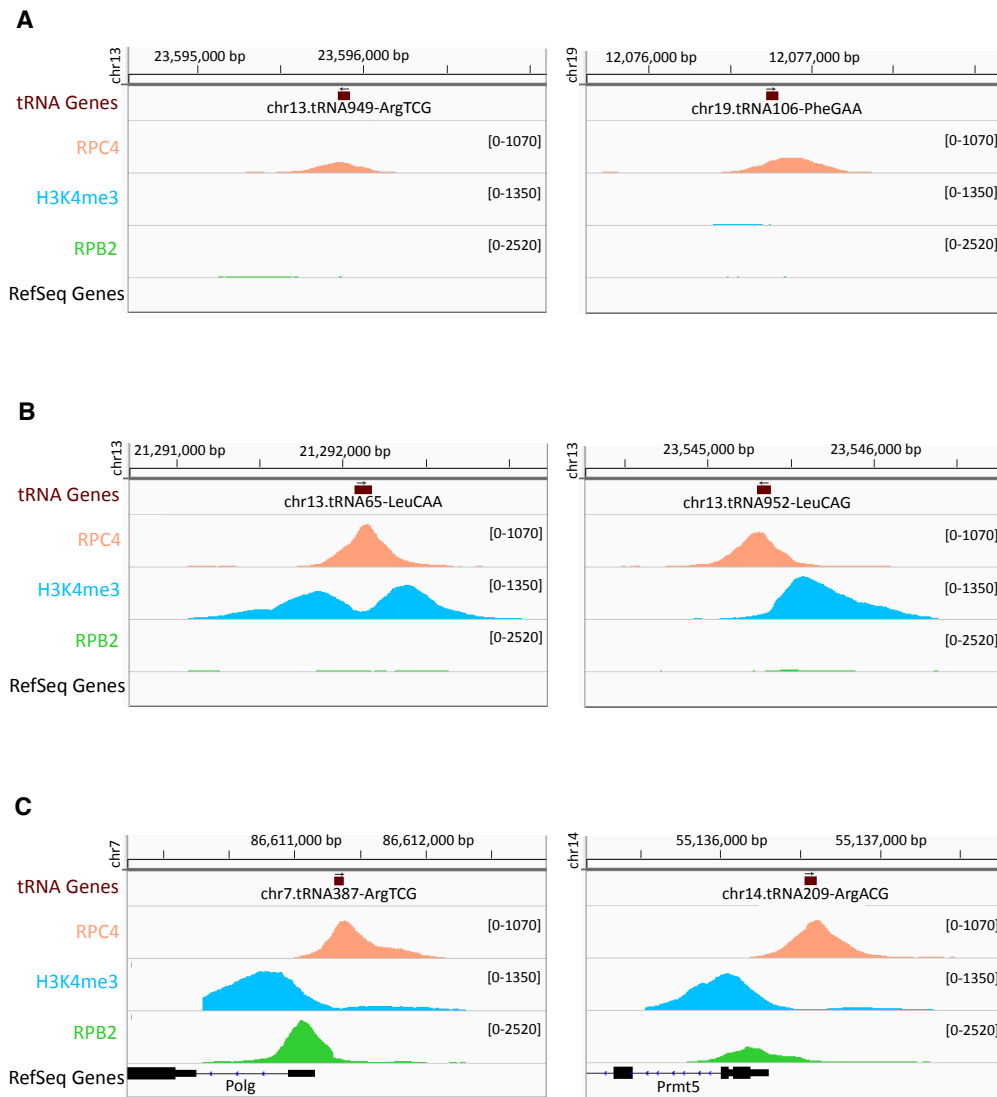 A
chr13
23,595,000 bp 23,596,000 bp
tRNA Genes
chr13.tRNA949-ArgTCG
RPC4
[0-1070]
H3K4me3
[0-1350]
RPB2
[0-2520]
RefSeq Genes
chr19
12,076,000 bp 12,077,000 bp
chr19.tRNA106-PheGAA
[0-1070]
[0-1350]
[0-2520]
B
chr13
21,291,000 bp 21,292,000 bp
tRNA Genes
chr13.tRNA65-LeuCAA
RPC4
[0-1070]
H3K4me3
[0-1350]
RPB2
[0-2520]
RefSeq Genes
chr13
23,545,000 bp 23,546,000 bp
chr13.tRNA952-LeuCAG
[0-1070]
[0-1350]
[0-2520]
C
chr7
86,611,000 bp 86,612,000 bp
tRNA Genes
chr7.tRNA387-ArgTCG
RPC4
[0-1070]
H3K4me3
[0-1350]
RPB2
[0-2520]
RefSeq Genes
Polg
chr14
55,136,000 bp 55,137,000 bp
chr14.tRNA209-ArgACG
[0-1070]
[0-1350]
[0-2520]
Prmt5